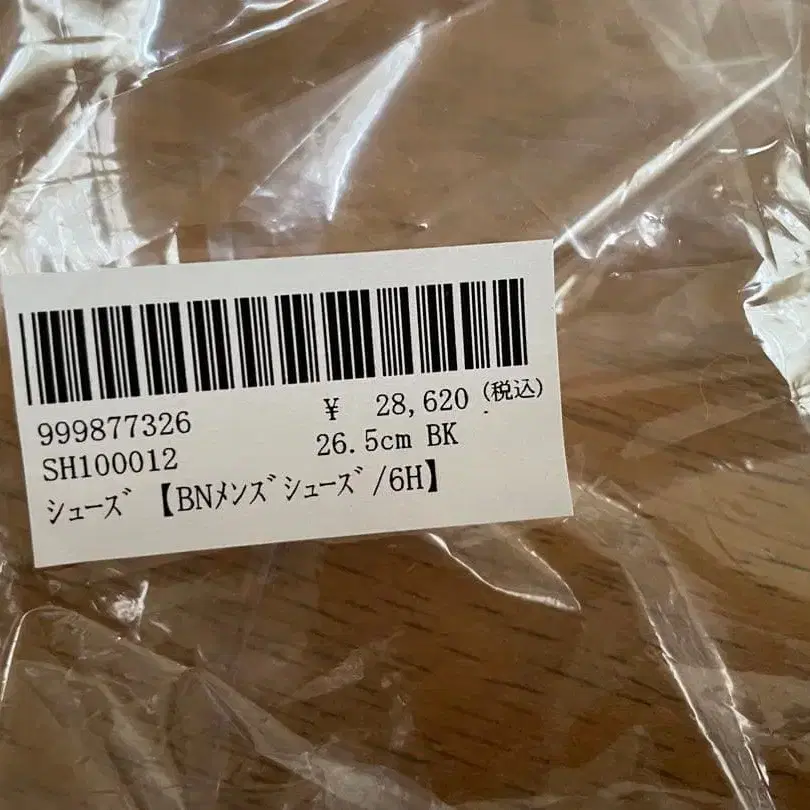 999877326 ¥ 28,620 (税込)
SH100012 26.5cm BK
ｼｭｰｽﾞ【BNﾒﾝｽﾞｼｭｰｽﾞ/6H】